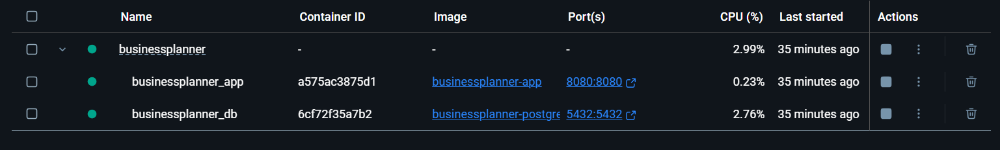 Name Container ID Image Port(s) CPU (%) Last started Actions
businessplanner - - - 2.99% 35 minutes ago
businessplanner_app a575ac3875d1 businessplanner-app 8080:8080 0.23% 35 minutes ago
businessplanner_db 6cf72f35a7b2 businessplanner-postgre 5432:5432 2.76% 35 minutes ago